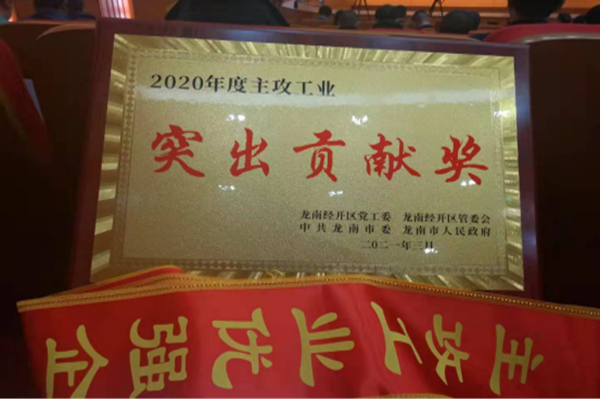 2020年度主攻工业
突出贡献奖
龙南经开区党工委 龙南经开区管委会
中共龙南市委 龙南市人民政府
二〇二一年三月
主攻工业优强企